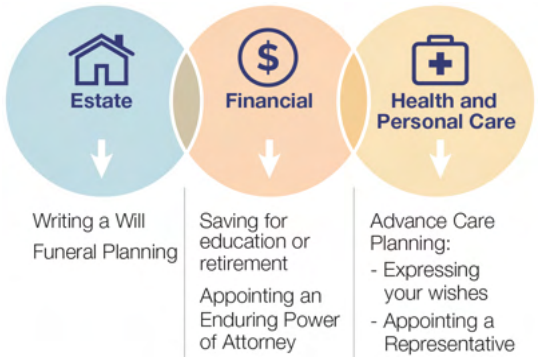 Estate
Financial
Health and
Personal Care
Writing a Will
Funeral Planning
Saving for
education or
retirement
Appointing an
Enduring Power
of Attorney
Advance Care
Planning:
- Expressing
your wishes
- Appointing a
Representative